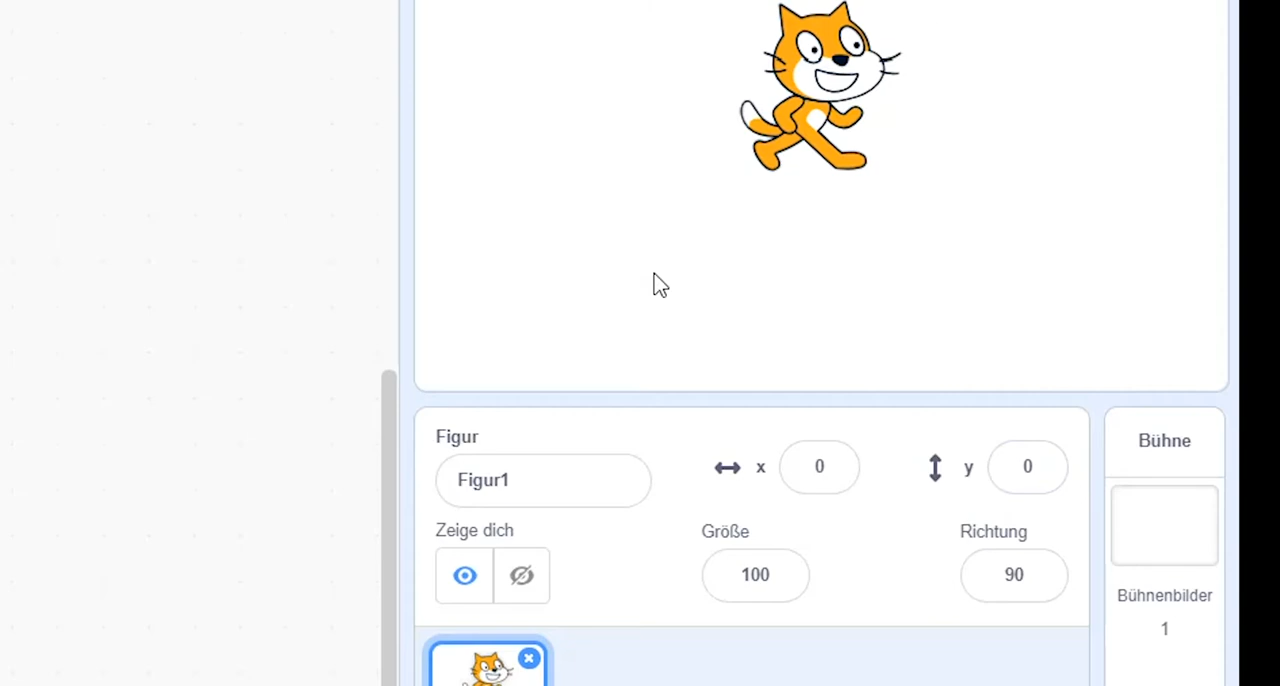 Figur
Figur1
x 0
y 0
Bühne
Zeige dich
Größe
100
Richtung
90
Bühnenbilder
1